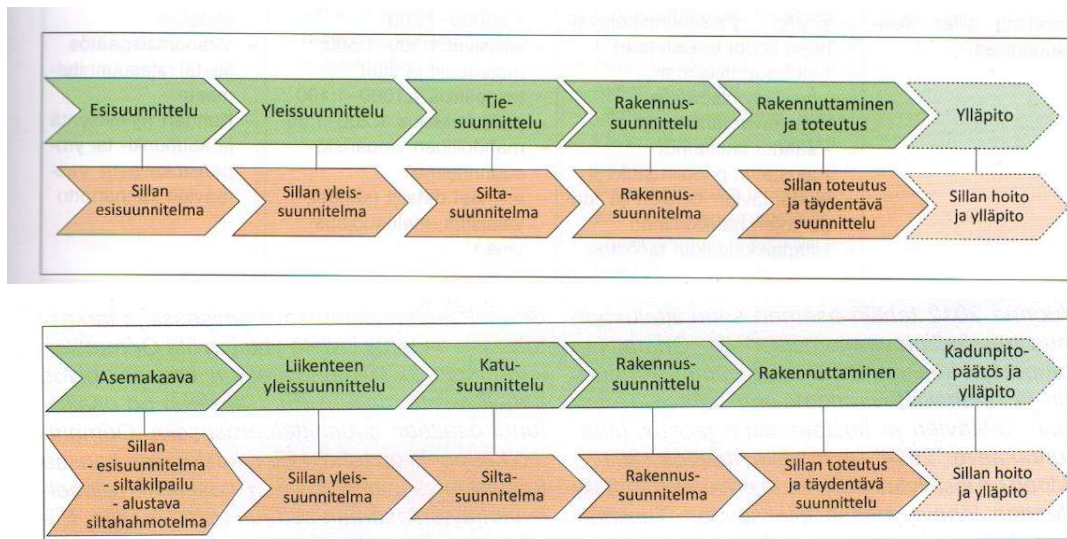 Esisuunnittelu
Yleissuunnittelu
Tie-
suunnittelu
Rakennus-
suunnittelu
Rakennuttaminen
ja toteutus
Ylläpito
Sillan
esisuunnitelma
Sillan yleis-
suunnitelma
Silta-
suunnitelma
Rakennus-
suunnitelma
Sillan toteutus
ja täydentävä
suunnittelu
Sillan hoito
ja ylläpito
Asemakaava
Liikenteen
yleissuunnittelu
Katu-
suunnittelu
Rakennus-
suunnittelu
Rakennuttaminen
Kadunpito-
päätös ja
ylläpito
Sillan
- esisuunnitelma
- siltakilpailu
- alustava
siltahahmotelma
Sillan yleis-
suunnitelma
Silta-
suunnitelma
Rakennus-
suunnitelma
Sillan toteutus
ja täydentävä
suunnittelu
Sillan hoito
ja ylläpito